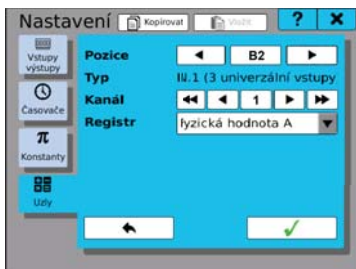 Nastavení Kopírovat Vložit ? X
Vstupy
výstupy
Pozice B2
Typ IW.1 (3 univerzální vstupy
Časovače
Kanál 1
Registr fyzická hodnota A
π
Konstanty
Uzly